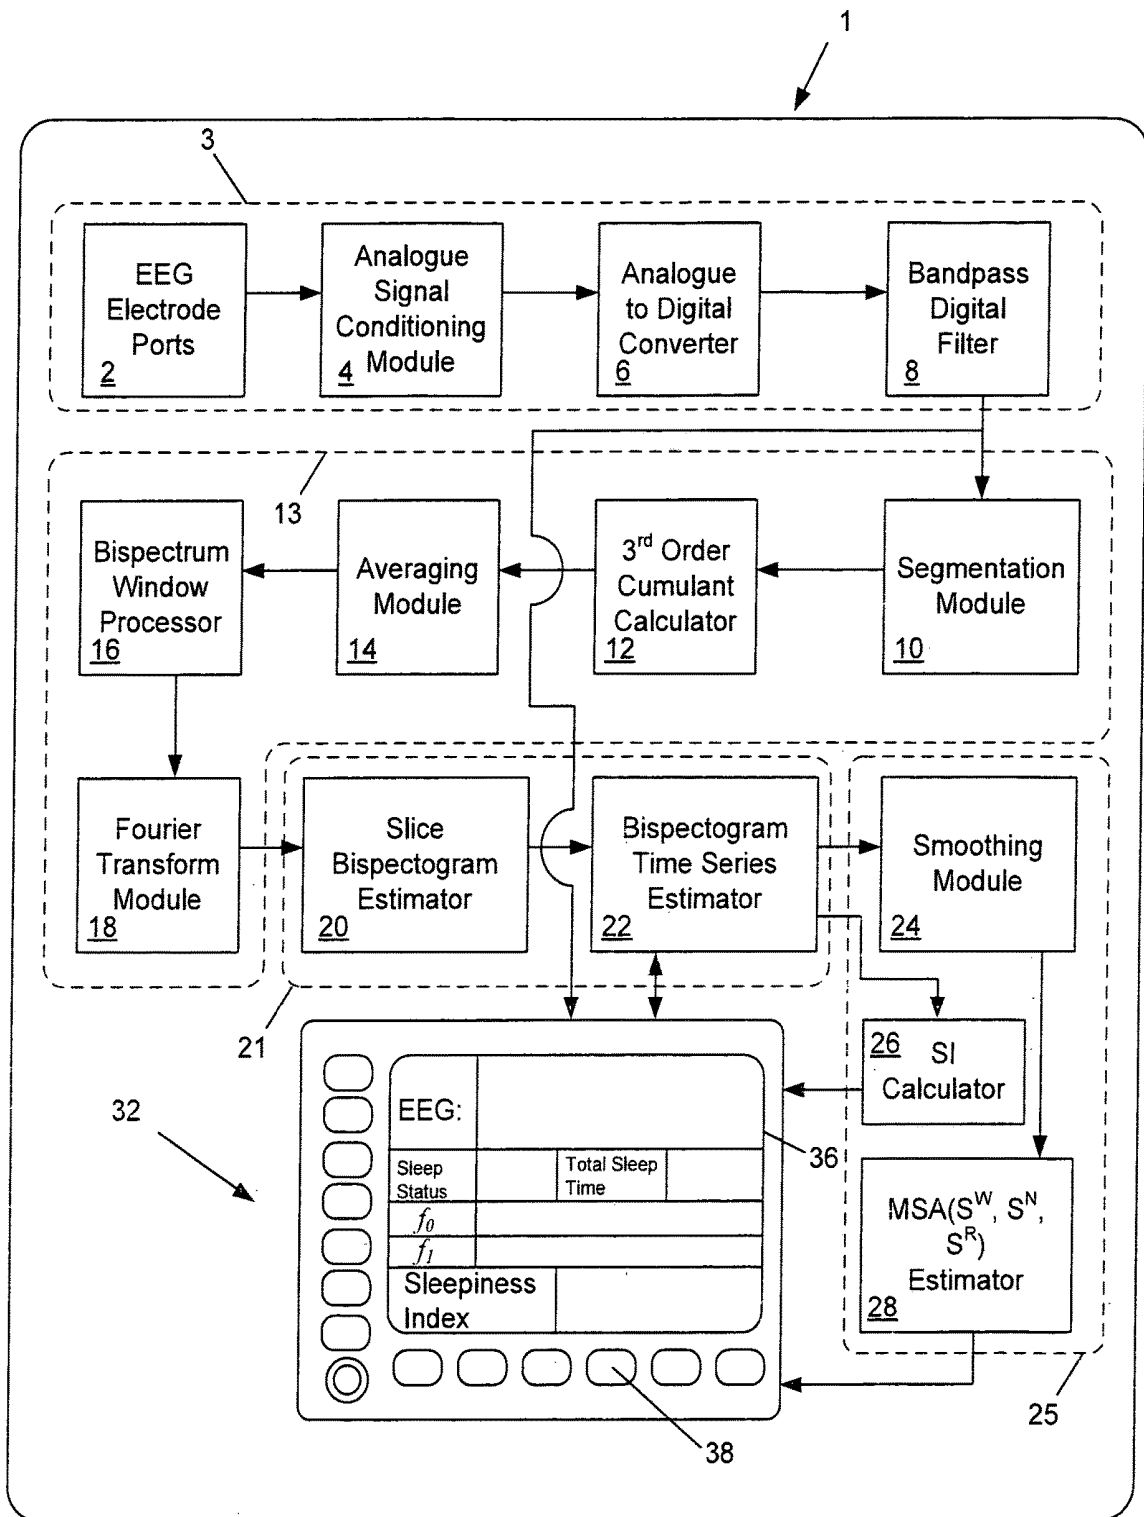 1
3
EEG
Electrode
Ports
2
Analogue
Signal
Conditioning
Module
4
Analogue
to Digital
Converter
6
Bandpass
Digital
Filter
8
13
Bispectrum
Window
Processor
16
Averaging
Module
14
3rd Order
Cumulant
Calculator
12
Segmentation
Module
10
Fourier
Transform
Module
18
Slice
Bispectogram
Estimator
20
Bispectogram
Time Series
Estimator
22
Smoothing
Module
24
21
26
SI
Calculator
32
EEG:
36
Sleep
Status
Total Sleep
Time
f0
f1
Sleepiness
Index
MSA(S^W, S^N,
S^R)
Estimator
28
38
25